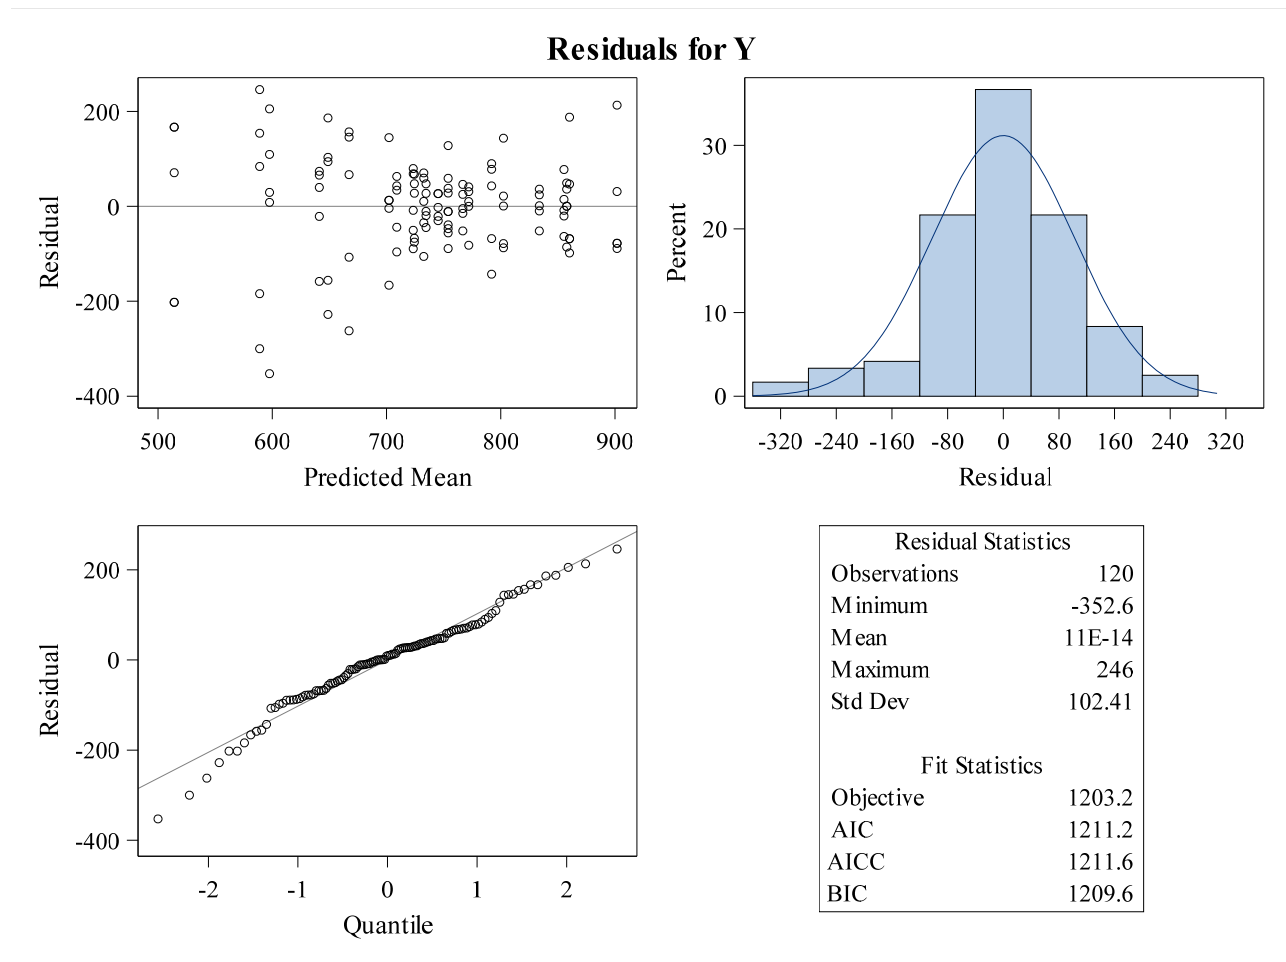 Residuals for Y
200
0
-200
-400
Residual
500 600 700 800 900
Predicted Mean
30
20
10
0
Percent
-320 -240 -160 -80 0 80 160 240 320
Residual
200
0
-200
-400
Residual
-2 -1 0 1 2
Quantile
Residual Statistics
Observations 120
Minimum -352.6
Mean 11E-14
Maximum 246
Std Dev 102.41
Fit Statistics
Objective 1203.2
AIC 1211.2
AICC 1211.6
BIC 1209.6